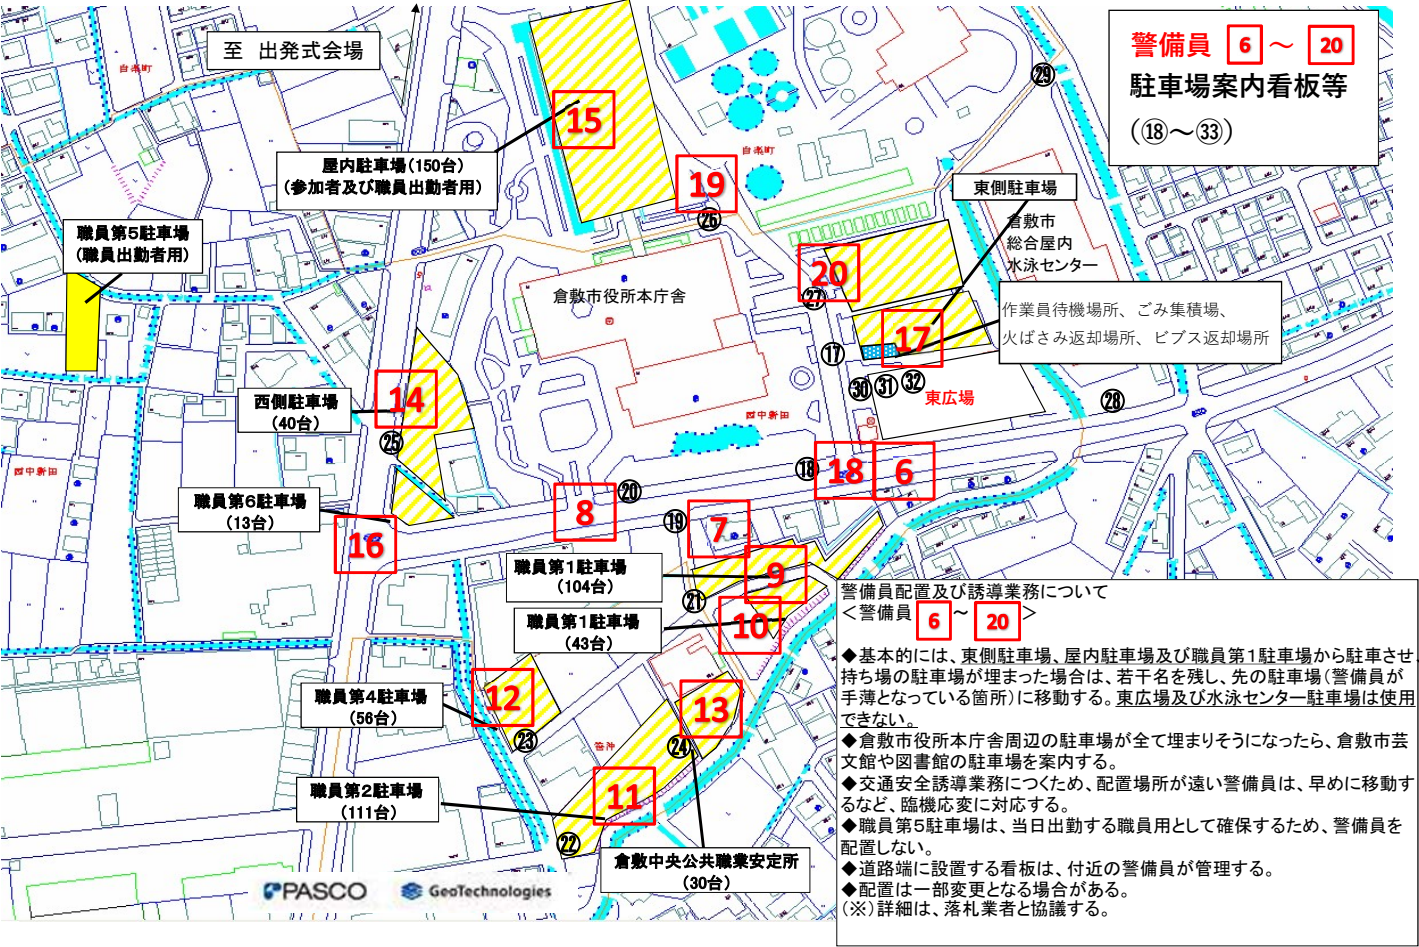 至 出発式会場
警備員 6 ～ 20
駐車場案内看板等
(⑱～㉝)
白楽町
15
屋内駐車場(150台)
(参加者及び職員出勤者用)
19
㉖
㉙
白楽町
東側駐車場
倉敷市
総合屋内
水泳センター
職員第5駐車場
(職員出勤者用)
20
㉗
倉敷市役所本庁舎
作業員待機場所、ごみ集積場、
火ばさみ返却場所、ビブス返却場所
17
⑰
㉚ ㉛ ㉜
東広場
㉘
14
西側駐車場
(40台)
㉕
西中新田
西中新田
⑱
18
6
職員第6駐車場
(13台)
16
8
⑳
⑲
7
職員第1駐車場
(104台)
9
㉑
職員第1駐車場
(43台)
10
職員第4駐車場
(56台)
12
㉓
笹沖
13
㉔
職員第2駐車場
(111台)
11
㉒
倉敷中央公共職業安定所
(30台)
PASCO
GeoTechnologies
警備員配置及び誘導業務について
＜警備員 6 ～ 20 ＞
◆基本的には、東側駐車場、屋内駐車場及び職員第1駐車場から駐車させ
持ち場の駐車場が埋まった場合は、若干名を残し、先の駐車場(警備員が
手薄となっている箇所)に移動する。東広場及び水泳センター駐車場は使用
できない。
◆倉敷市役所本庁舎周辺の駐車場が全て埋まりそうになったら、倉敷市芸
文館や図書館の駐車場を案内する。
◆交通安全誘導業務につくため、配置場所が遠い警備員は、早めに移動す
るなど、臨機応変に対応する。
◆職員第5駐車場は、当日出勤する職員用として確保するため、警備員を
配置しない。
◆道路端に設置する看板は、付近の警備員が管理する。
◆配置は一部変更となる場合がある。
(※)詳細は、落札業者と協議する。